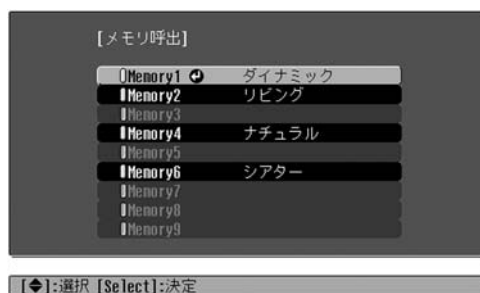 [メモリ呼出]
Memory1 ダイナミック
Memory2 リビング
Memory3
Memory4 ナチュラル
Memory5
Memory6 シアター
Memory7
Memory8
Memory9
[◆]:選択 [Select]:決定